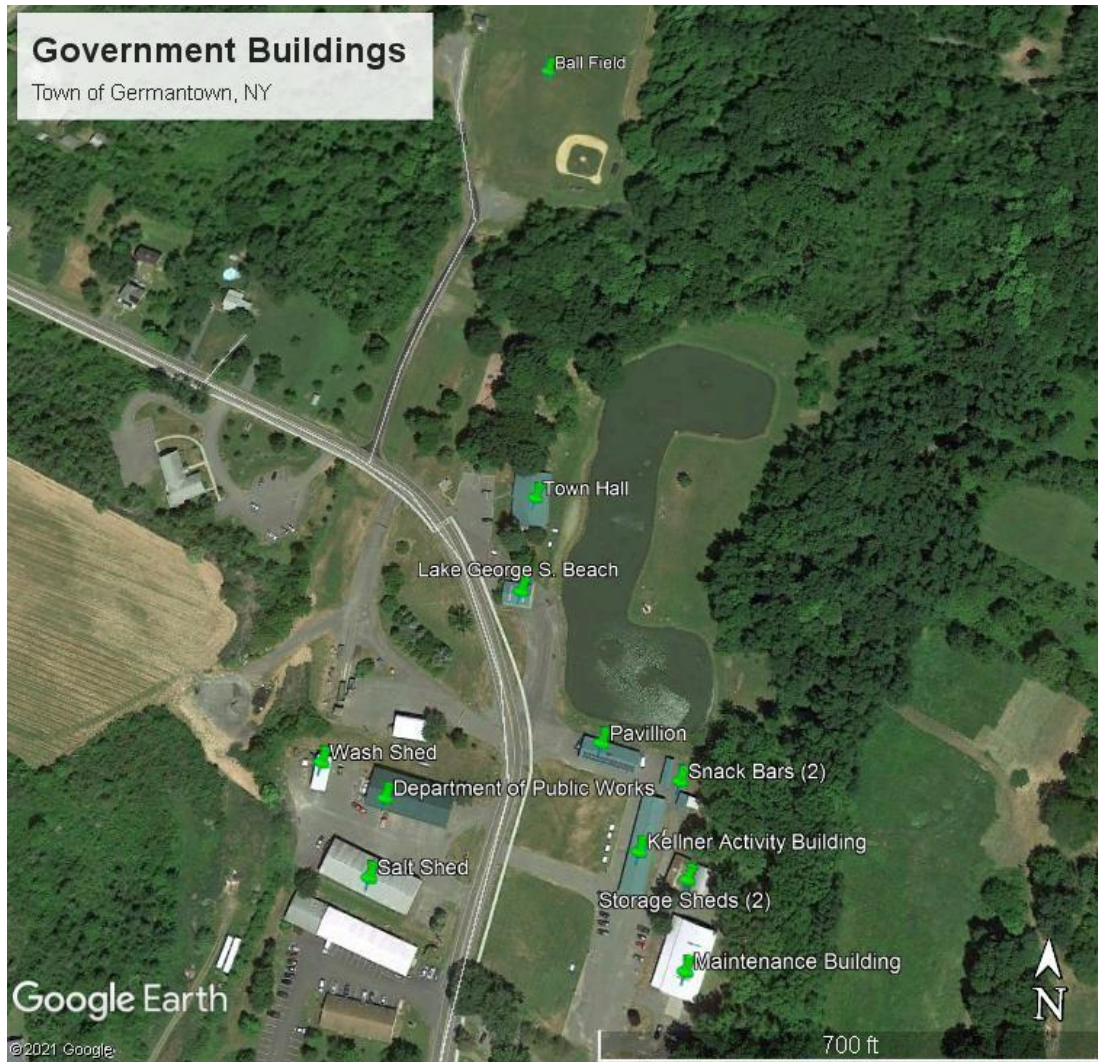 Government Buildings
Town of Germantown, NY
Ball Field
Town Hall
Lake George S. Beach
Pavillion
Wash Shed
Snack Bars (2)
Department of Public Works
Kellner Activity Building
Salt Shed
Storage Sheds (2)
Maintenance Building
Google Earth
N
©2021 Google
700 ft